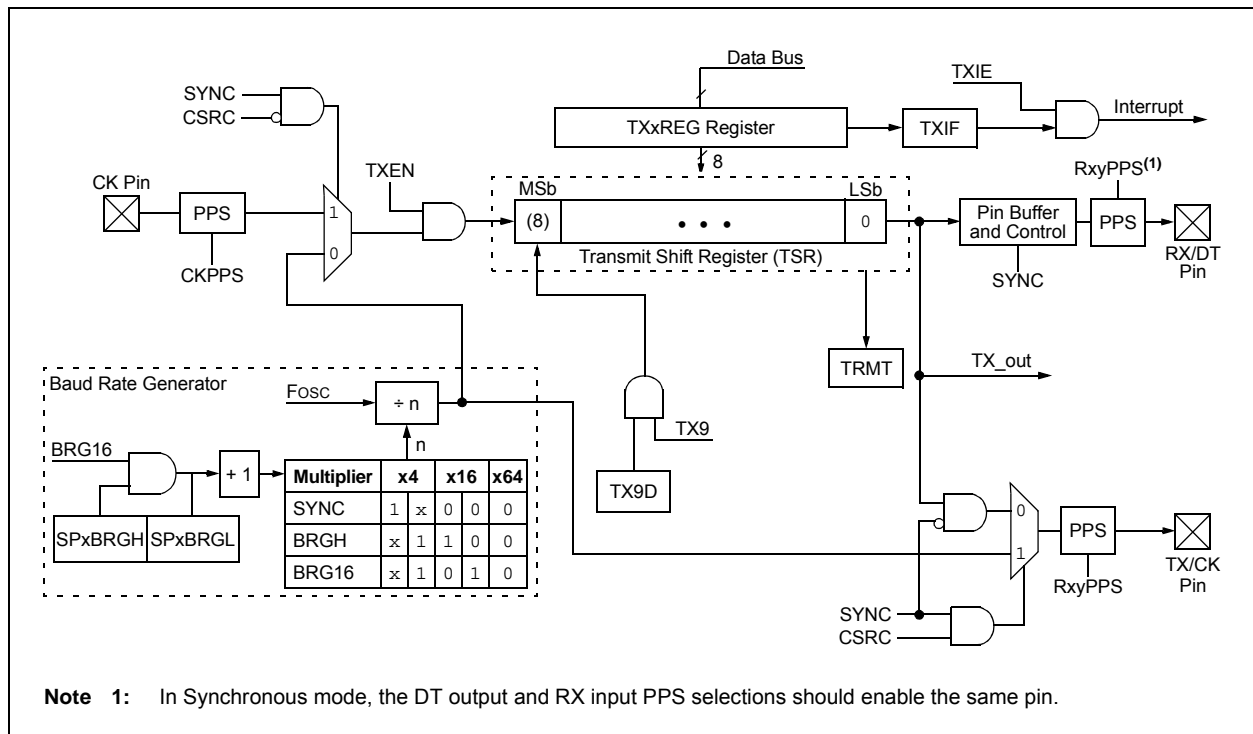 Data Bus
TXIE
SYNC
CSRC
Interrupt
TXxREG Register
TXIF
8
RxyPPS(1)
TXEN
MSb
LSb
CK Pin
PPS
1
0
(8)
• • •
0
Pin Buffer
and Control
PPS
Transmit Shift Register (TSR)
RX/DT
Pin
CKPPS
SYNC
TRMT
TX_out
Baud Rate Generator
Fosc
÷ n
n
TX9
TX9D
BRG16
+ 1
Multiplier x4 x16 x64
SYNC 1 x 0 0 0
BRGH x 1 1 0 0
BRG16 x 1 0 1 0
SPxBRGH SPxBRGL
0
1
PPS
TX/CK
Pin
RxyPPS
SYNC
CSRC
Note 1: In Synchronous mode, the DT output and RX input PPS selections should enable the same pin.